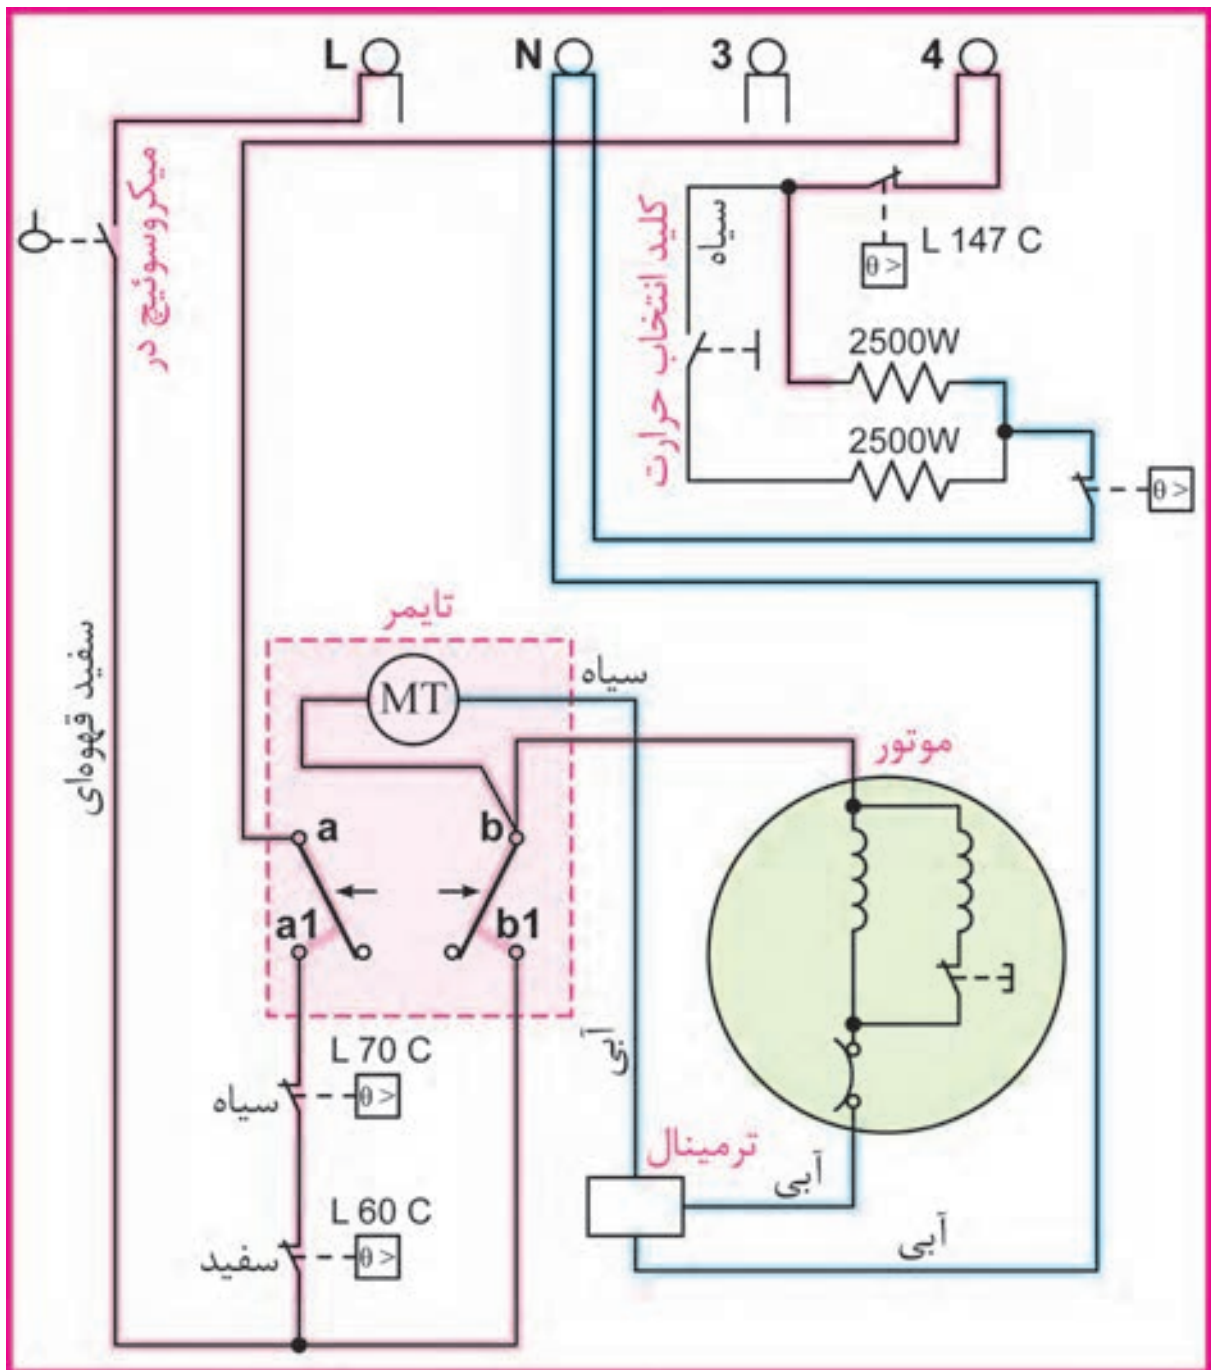 L
N
3
4
میکروسوئیچ در
کلید انتخاب حرارت
سیاه
L 147 C
θ >
2500W
2500W
θ >
سفید قهوه‌ای
تایمر
MT
سیاه
موتور
a
b
a1
b1
L 70 C
سیاه
θ >
آبی
ترمینال
آبی
L 60 C
سفید
θ >
آبی